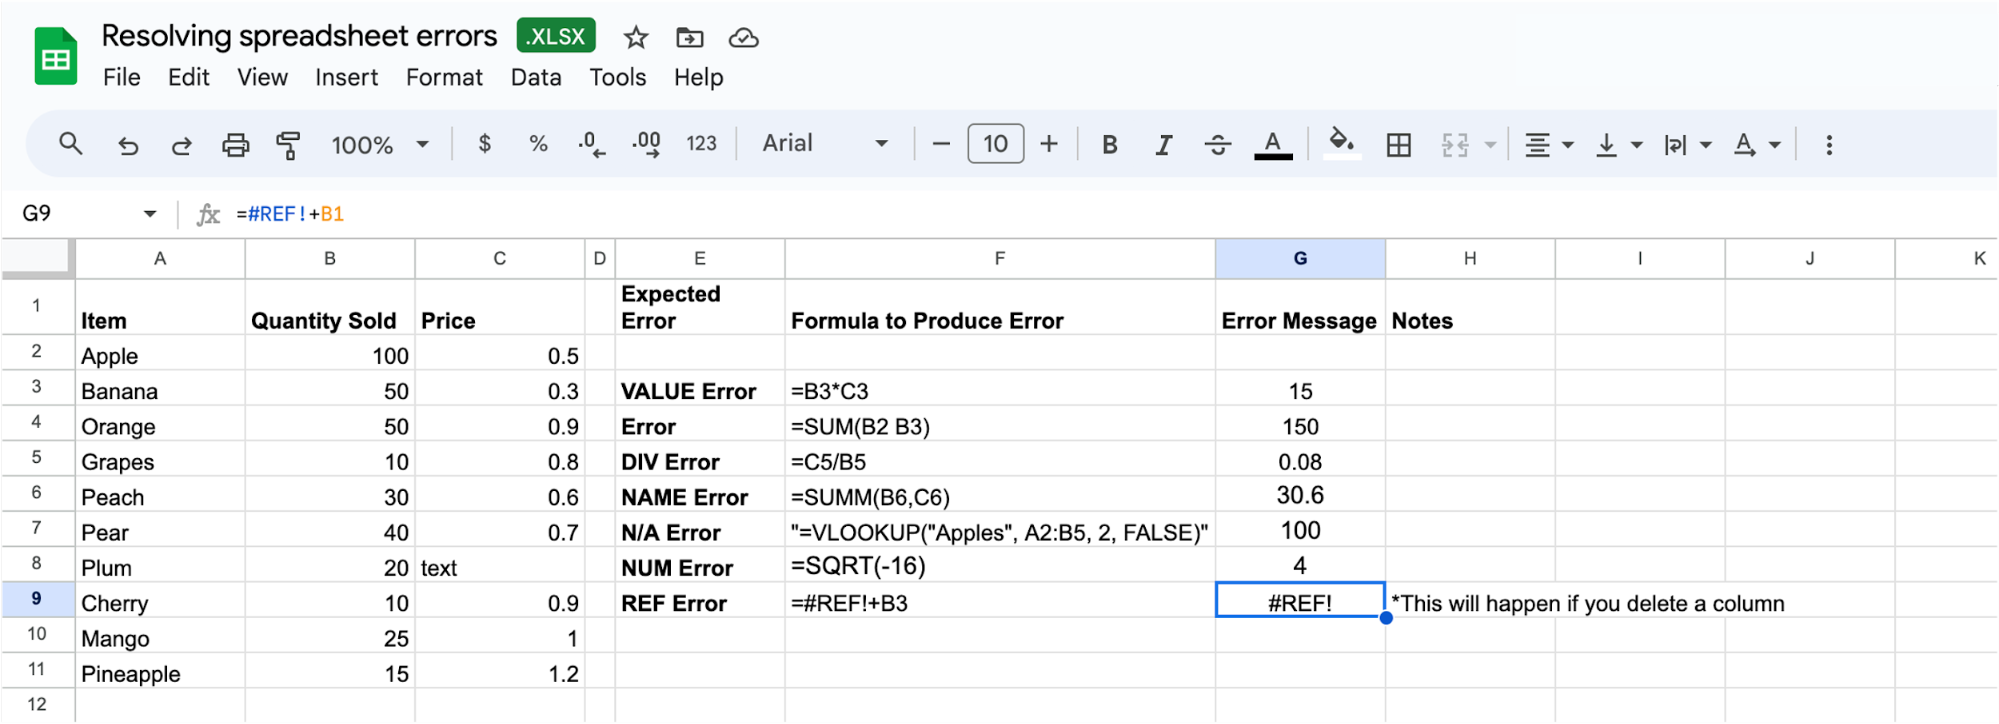 Resolving spreadsheet errors .XLSX
File Edit View Insert Format Data Tools Help
100% $ % .0 .00 123 Arial − 10 + B I S A A
G9 fx =#REF!+B1
A B C D E F G H I J K
1 Item Quantity Sold Price Expected Error Formula to Produce Error Error Message Notes
2 Apple 100 0.5
3 Banana 50 0.3 VALUE Error =B3*C3 15
4 Orange 50 0.9 Error =SUM(B2 B3) 150
5 Grapes 10 0.8 DIV Error =C5/B5 0.08
6 Peach 30 0.6 NAME Error =SUMM(B6,C6) 30.6
7 Pear 40 0.7 N/A Error "=VLOOKUP("Apples", A2:B5, 2, FALSE)" 100
8 Plum 20 text NUM Error =SQRT(-16) 4
9 Cherry 10 0.9 REF Error =#REF!+B3 #REF! *This will happen if you delete a column
10 Mango 25 1
11 Pineapple 15 1.2
12